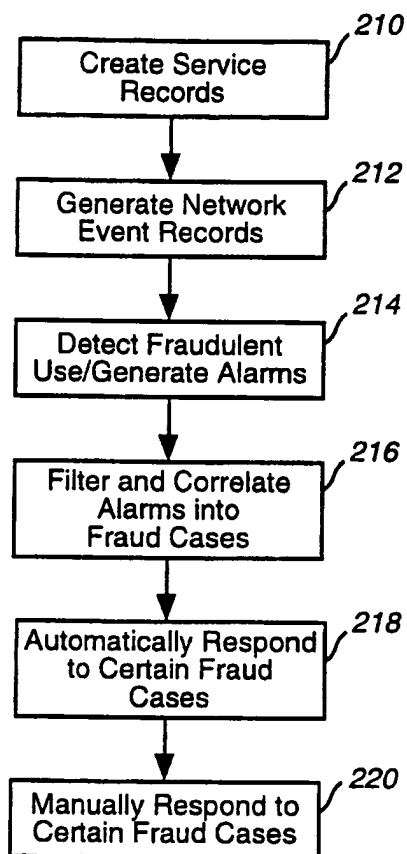 210
Create Service
Records
212
Generate Network
Event Records
214
Detect Fraudulent
Use/Generate Alarms
216
Filter and Correlate
Alarms into
Fraud Cases
218
Automatically Respond
to Certain Fraud
Cases
220
Manually Respond to
Certain Fraud Cases